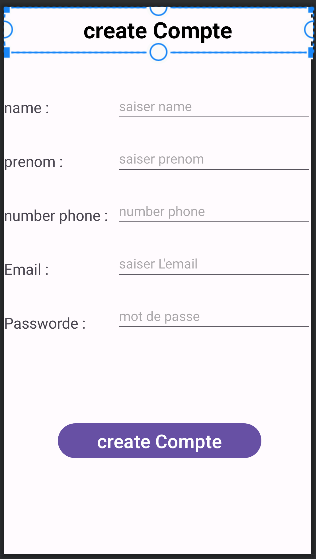 create Compte
name : saiser name
prenom : saiser prenom
number phone : number phone
Email : saiser L'email
Passworde : mot de passe
create Compte